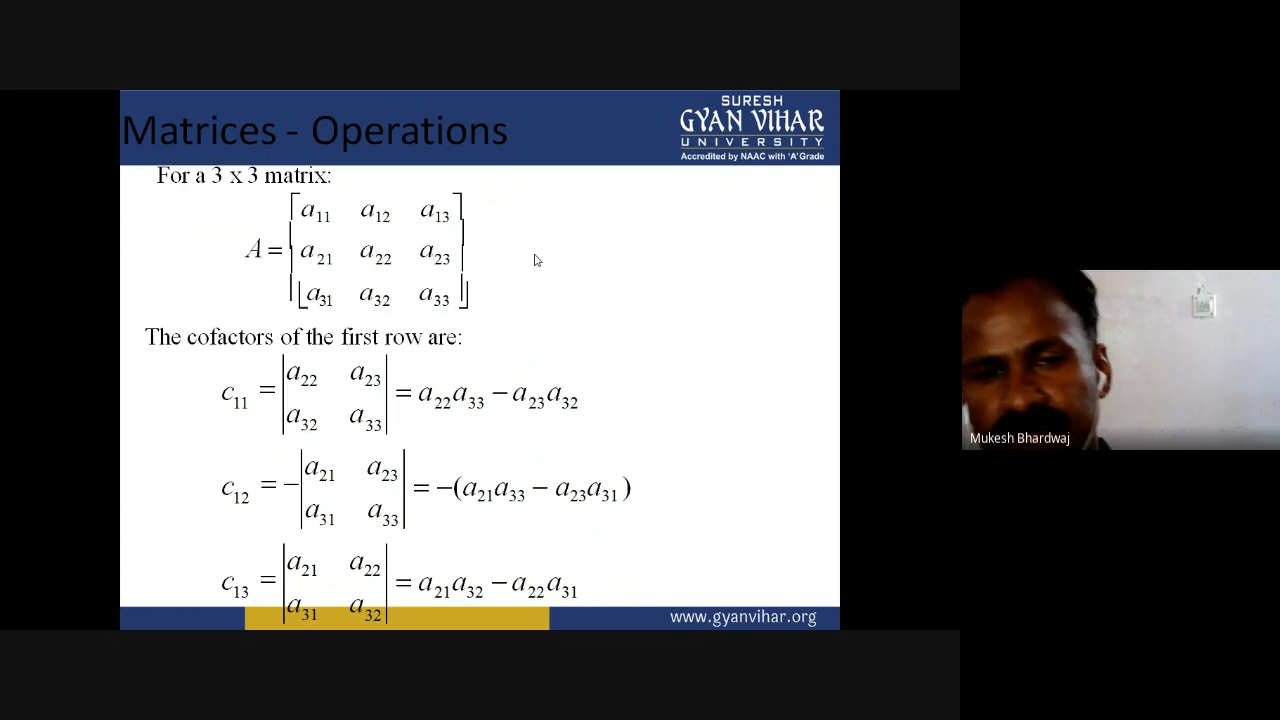 Matrices - Operations
SURESH
GYAN VIHAR
UNIVERSITY
Accredited by NAAC with 'A' Grade
For a 3 x 3 matrix:
A = [a11 a12 a13
a21 a22 a23
a31 a32 a33]
The cofactors of the first row are:
c11 = |a22 a23
a32 a33| = a22a33 − a23a32
c12 = −|a21 a23
a31 a33| = −(a21a33 − a23a31)
c13 = |a21 a22
a31 a32| = a21a32 − a22a31
www.gyanvihar.org
Mukesh Bhardwaj